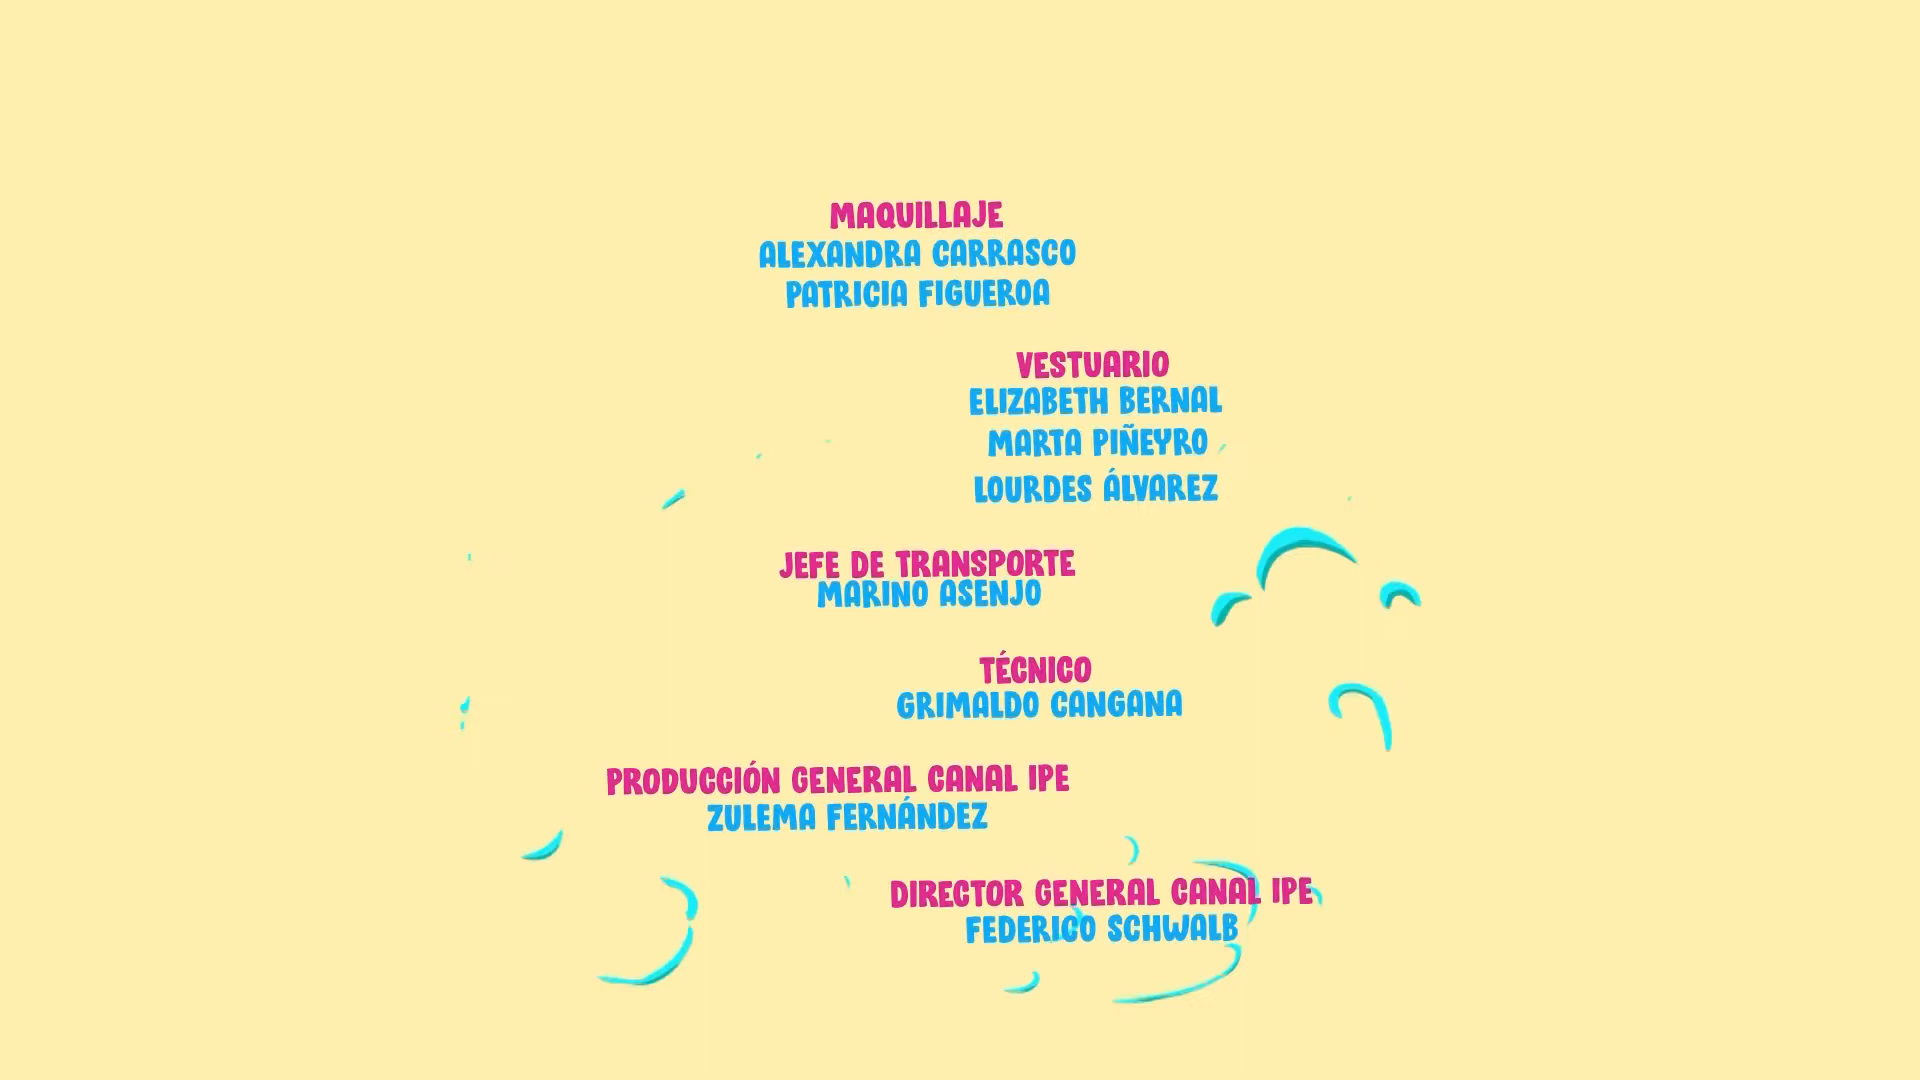 MAQUILLAJE
ALEXANDRA CARRASCO
PATRICIA FIGUEROA
VESTUARIO
ELIZABETH BERNAL
MARTA PIÑEYRO
LOURDES ÁLVAREZ
JEFE DE TRANSPORTE
MARINO ASENJO
TÉCNICO
GRIMALDO CANGANA
PRODUCCIÓN GENERAL CANAL IPE
ZULEMA FERNÁNDEZ
DIRECTOR GENERAL CANAL IPE
FEDERICO SCHWALB